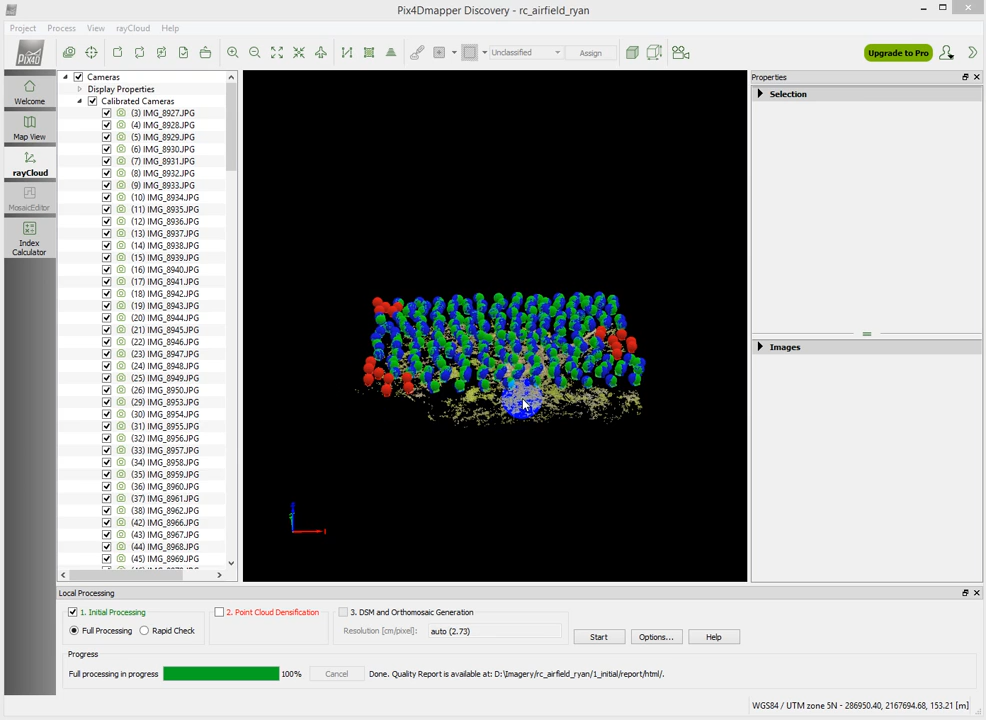 Pix4Dmapper Discovery - rc_airfield_ryan
Project Process View rayCloud Help
PIX4D
Unclassified
Assign
Upgrade to Pro
Welcome
Map View
rayCloud
MosaicEditor
Index
Calculator
Cameras
Display Properties
Calibrated Cameras
(3) IMG_8927.JPG
(4) IMG_8928.JPG
(5) IMG_8929.JPG
(6) IMG_8930.JPG
(7) IMG_8931.JPG
(8) IMG_8932.JPG
(9) IMG_8933.JPG
(10) IMG_8934.JPG
(11) IMG_8935.JPG
(12) IMG_8936.JPG
(13) IMG_8937.JPG
(14) IMG_8938.JPG
(15) IMG_8939.JPG
(16) IMG_8940.JPG
(17) IMG_8941.JPG
(18) IMG_8942.JPG
(19) IMG_8943.JPG
(20) IMG_8944.JPG
(21) IMG_8945.JPG
(22) IMG_8946.JPG
(23) IMG_8947.JPG
(24) IMG_8948.JPG
(25) IMG_8949.JPG
(26) IMG_8950.JPG
(29) IMG_8953.JPG
(30) IMG_8954.JPG
(31) IMG_8955.JPG
(32) IMG_8956.JPG
(33) IMG_8957.JPG
(34) IMG_8958.JPG
(35) IMG_8959.JPG
(36) IMG_8960.JPG
(37) IMG_8961.JPG
(38) IMG_8962.JPG
(42) IMG_8966.JPG
(43) IMG_8967.JPG
(44) IMG_8968.JPG
(45) IMG_8969.JPG
Properties
Selection
Images
Local Processing
1. Initial Processing
2. Point Cloud Densification
3. DSM and Orthomosaic Generation
Full Processing
Rapid Check
Resolution [cm/pixel]:
auto (2.73)
Start
Options...
Help
Progress
Full processing in progress
100%
Cancel
Done. Quality Report is available at: D:\Imagery/rc_airfield_ryan/1_initial/report/html/.
WGS84 / UTM zone 5N - 286950.40, 2167694.68, 153.21 [m]